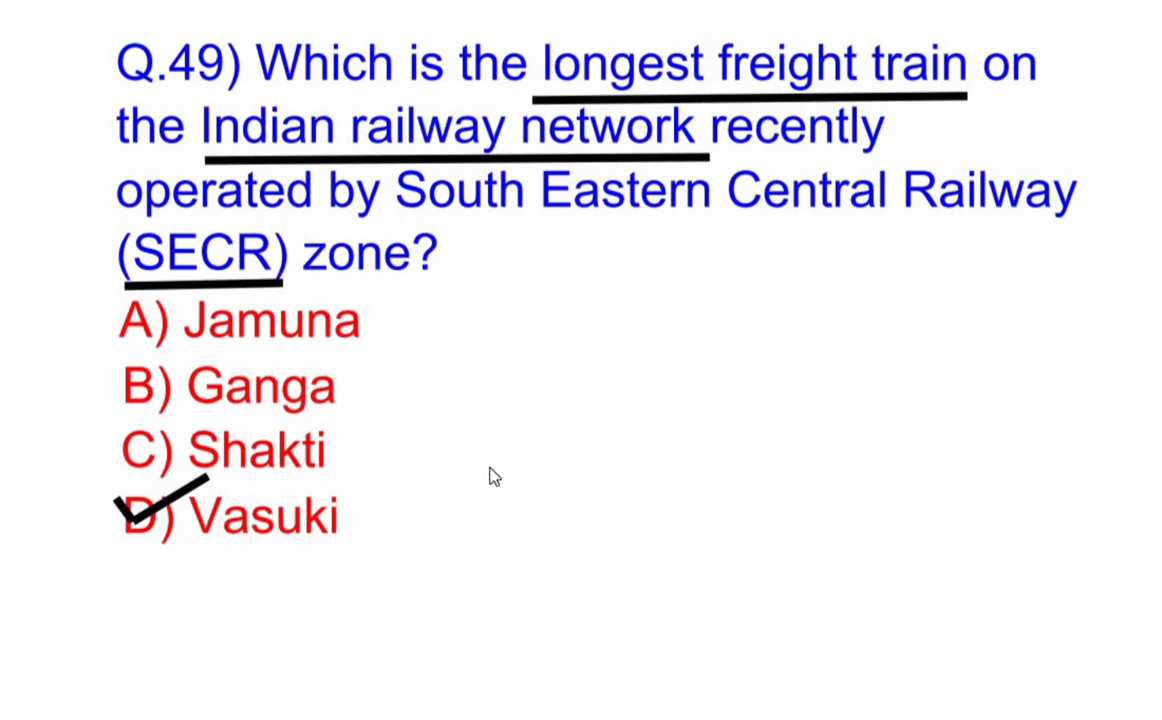 Q.49) Which is the longest freight train on
the Indian railway network recently
operated by South Eastern Central Railway
(SECR) zone?
A) Jamuna
B) Ganga
C) Shakti
D) Vasuki